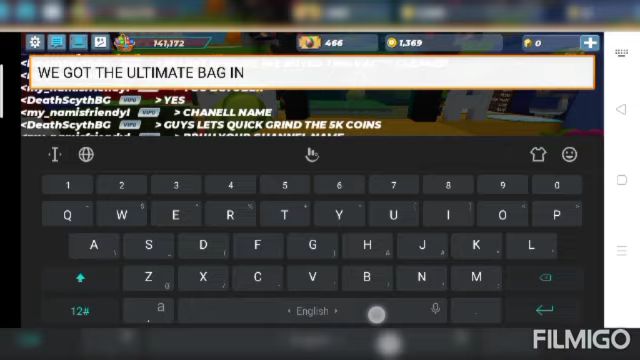 141,172 466 1,369 0
WE GOT THE ULTIMATE BAG IN
<DeathScythBG VIP > YES
<my_namisfriendyl > CHANELL NAME
<DeathScythBG > GUYS LETS QUICK GRIND THE 5K COINS
1 2 3 4 5 6 7 8 9 0
Q W E R T Y U I O P
A S D F G H J K L
Z X C V B N M
12# a English
FILMIGO